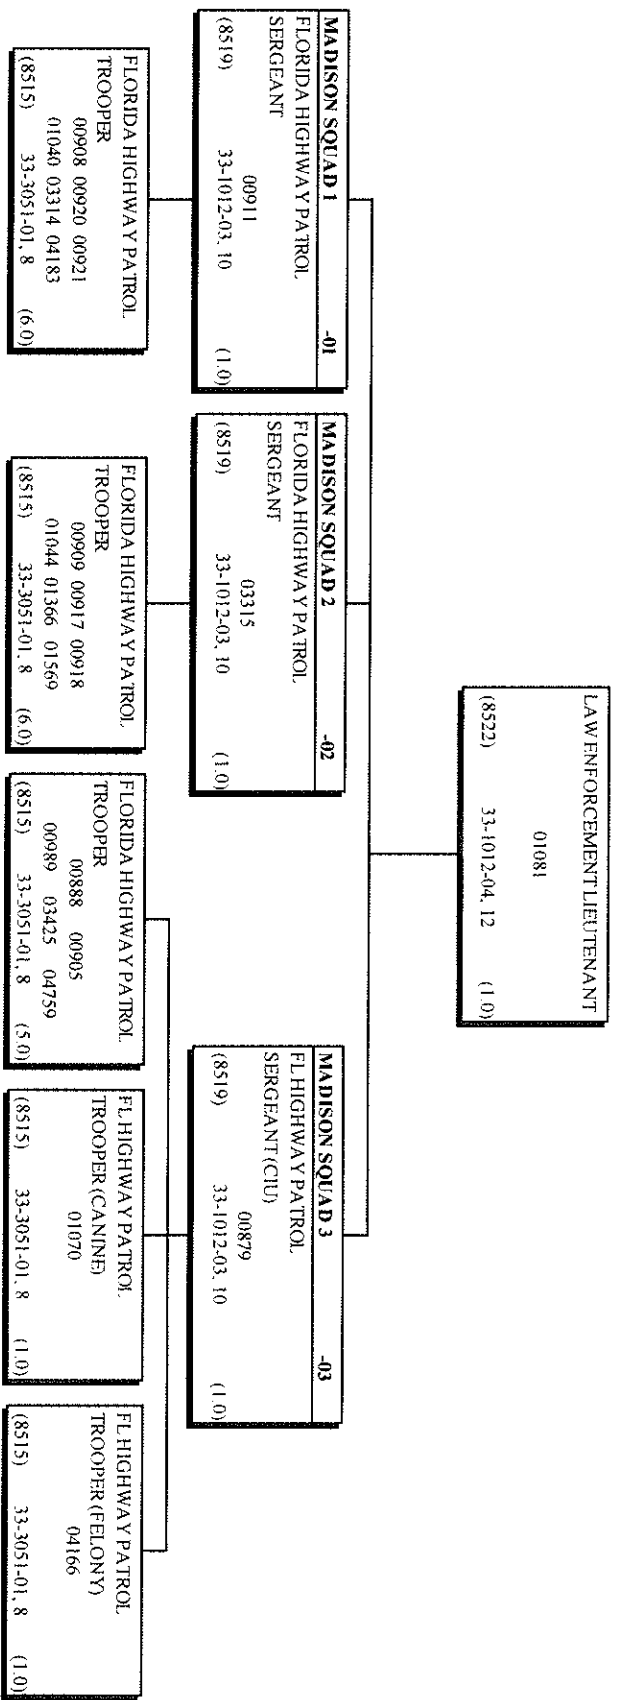 LAW ENFORCEMENT LIEUTENANT
01081
(8522) 33-1012-04, 12 (1.0)
MADISON SQUAD 1 -01
FLORIDA HIGHWAY PATROL
SERGEANT
00911
(8519) 33-1012-03, 10 (1.0)
MADISON SQUAD 2 -02
FLORIDA HIGHWAY PATROL
SERGEANT
03315
(8519) 33-1012-03, 10 (1.0)
MADISON SQUAD 3 -03
FL HIGHWAY PATROL
SERGEANT (CIU)
00879
(8519) 33-1012-03, 10 (1.0)
FLORIDA HIGHWAY PATROL
TROOPER
00908 00920 00921
01040 03314 04183
(8515) 33-3051-01, 8 (6.0)
FLORIDA HIGHWAY PATROL
TROOPER
00909 00917 00918
01044 01366 01569
(8515) 33-3051-01, 8 (6.0)
FLORIDA HIGHWAY PATROL
TROOPER
00888 00905
00989 03425 04759
(8515) 33-3051-01, 8 (5.0)
FL HIGHWAY PATROL
TROOPER (CANINE)
01070
(8515) 33-3051-01, 8 (1.0)
FL HIGHWAY PATROL
TROOPER (FELONY)
04166
(8515) 33-3051-01, 8 (1.0)